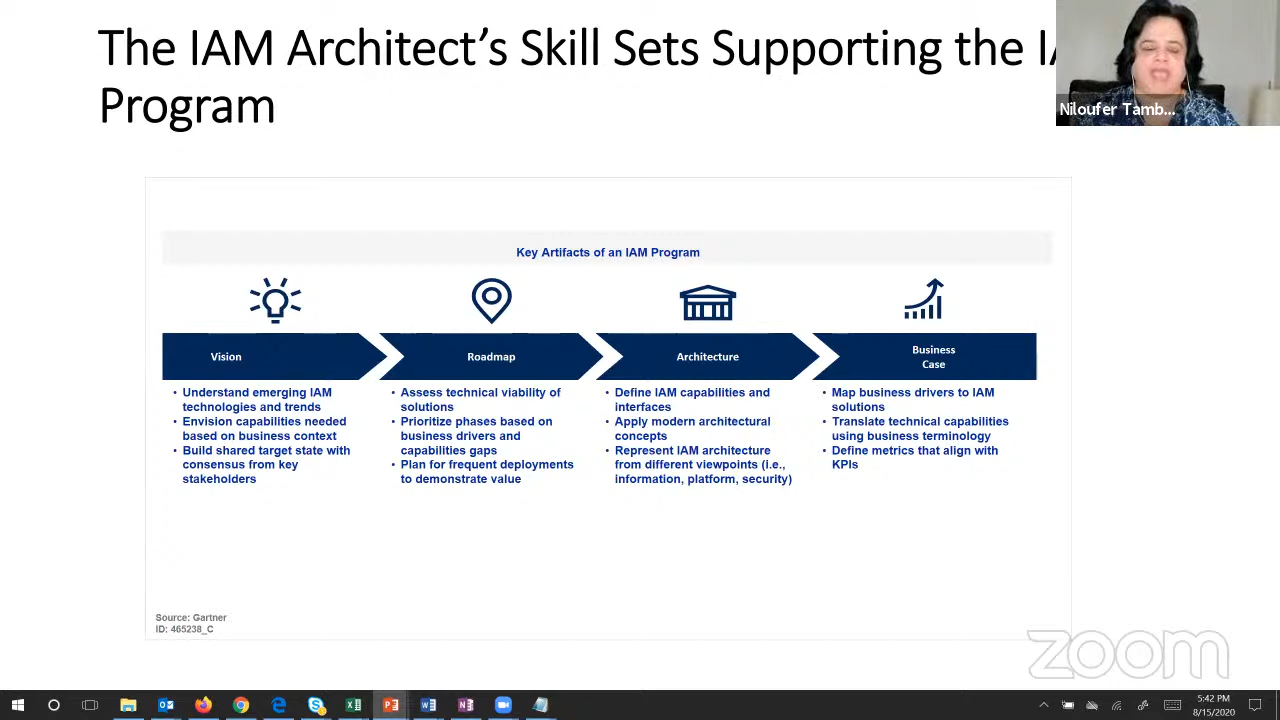 The IAM Architect's Skill Sets Supporting the IA
Program
Niloufer Tamb...
Key Artifacts of an IAM Program
Vision
Roadmap
Architecture
Business
Case
• Understand emerging IAM
technologies and trends
• Envision capabilities needed
based on business context
• Build shared target state with
consensus from key
stakeholders
• Assess technical viability of
solutions
• Prioritize phases based on
business drivers and
capabilities gaps
• Plan for frequent deployments
to demonstrate value
• Define IAM capabilities and
interfaces
• Apply modern architectural
concepts
• Represent IAM architecture
from different viewpoints (i.e.,
information, platform, security)
• Map business drivers to IAM
solutions
• Translate technical capabilities
using business terminology
• Define metrics that align with
KPIs
Source: Gartner
ID: 465238_C
zoom
5:42 PM
8/15/2020